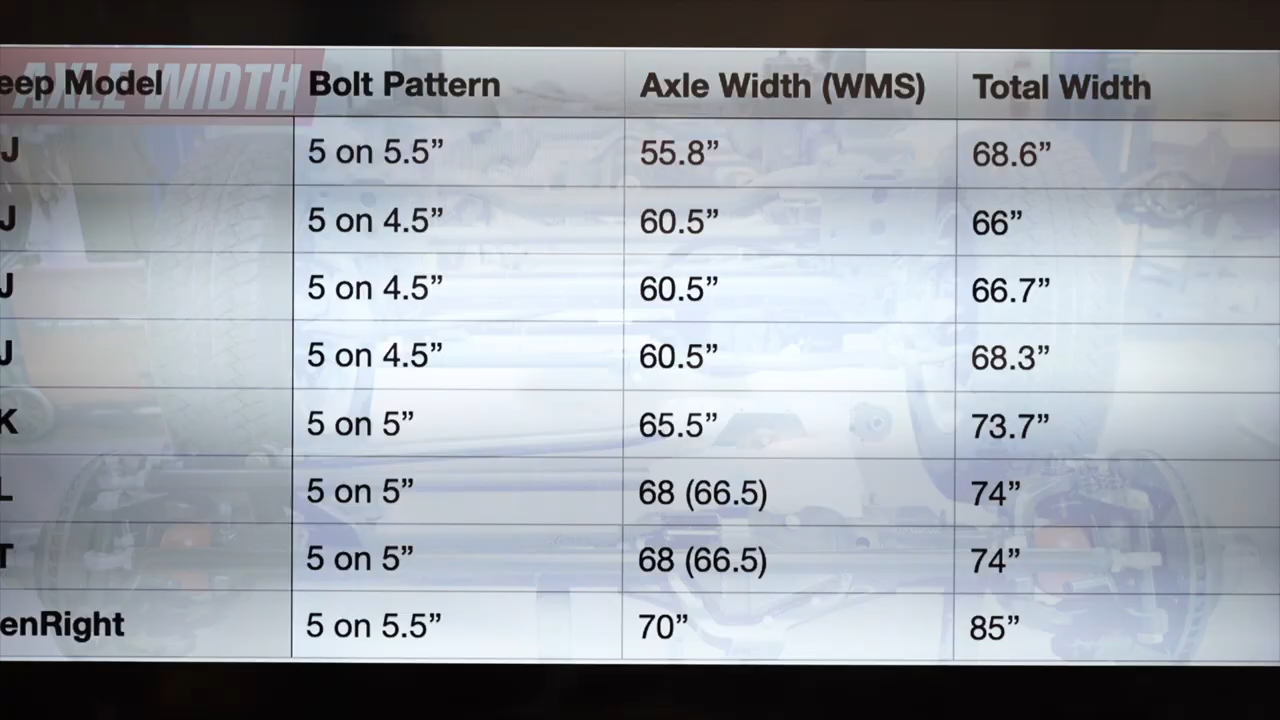 AXLE WIDTH
eep Model Bolt Pattern Axle Width (WMS) Total Width
J 5 on 5.5” 55.8” 68.6”
J 5 on 4.5” 60.5” 66”
J 5 on 4.5” 60.5” 66.7”
J 5 on 4.5” 60.5” 68.3”
K 5 on 5” 65.5” 73.7”
L 5 on 5” 68 (66.5) 74”
T 5 on 5” 68 (66.5) 74”
enRight 5 on 5.5” 70” 85”